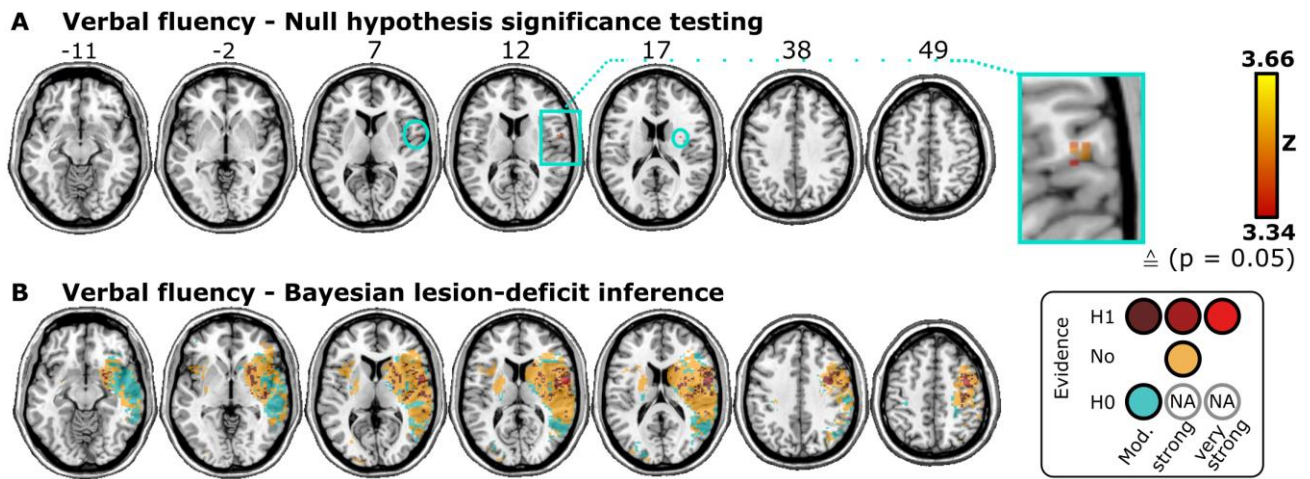 A Verbal fluency - Null hypothesis significance testing
-11 -2 7 12 17 38 49
3.66
Z
3.34
≙ (p = 0.05)
B Verbal fluency - Bayesian lesion-deficit inference
Evidence
H1
No
H0 NA NA
Mod.
strong
very strong